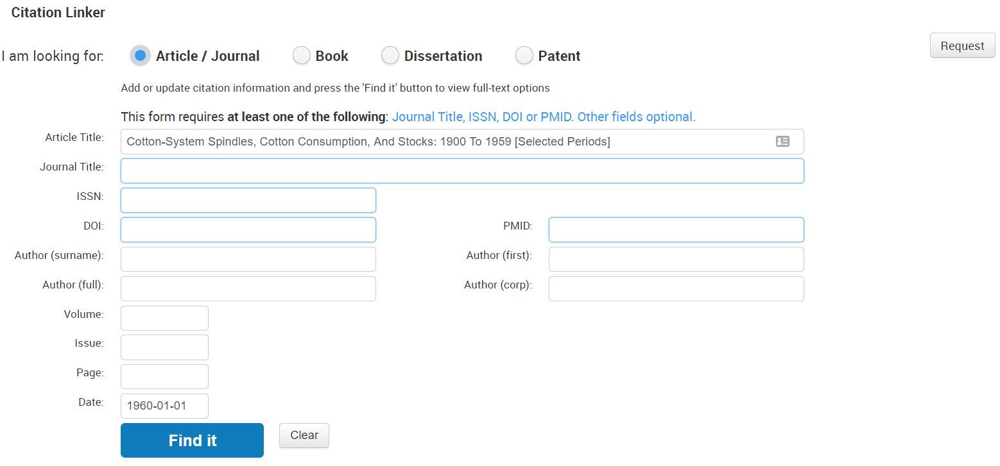 Citation Linker
Request
I am looking for: Article / Journal Book Dissertation Patent
Add or update citation information and press the 'Find it' button to view full-text options
This form requires at least one of the following: Journal Title, ISSN, DOI or PMID. Other fields optional.
Article Title: Cotton-System Spindles, Cotton Consumption, And Stocks: 1900 To 1959 [Selected Periods]
Journal Title:
ISSN:
DOI: PMID:
Author (surname): Author (first):
Author (full): Author (corp):
Volume:
Issue:
Page:
Date: 1960-01-01
Find it Clear